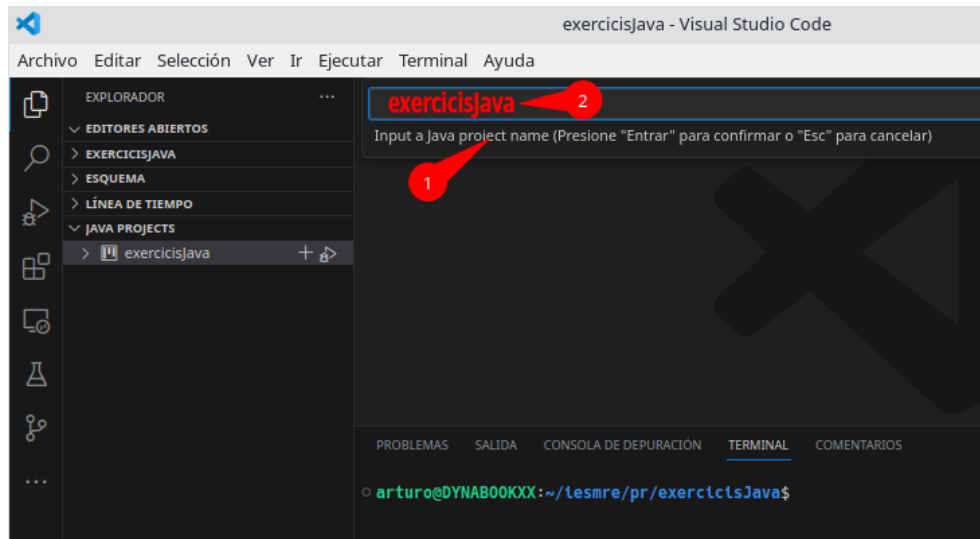 exercicisJava - Visual Studio Code
Archivo Editar Selección Ver Ir Ejecutar Terminal Ayuda
EXPLORADOR ...
exercicisJava 2
Input a Java project name (Presione "Entrar" para confirmar o "Esc" para cancelar)
1
EDITORES ABIERTOS
EXERCICISJAVA
ESQUEMA
LÍNEA DE TIEMPO
JAVA PROJECTS
exercicisJava
PROBLEMAS SALIDA CONSOLA DE DEPURACIÓN TERMINAL COMENTARIOS
arturo@DYNABOOKXX:~/iesmre/pr/exercicisJava$